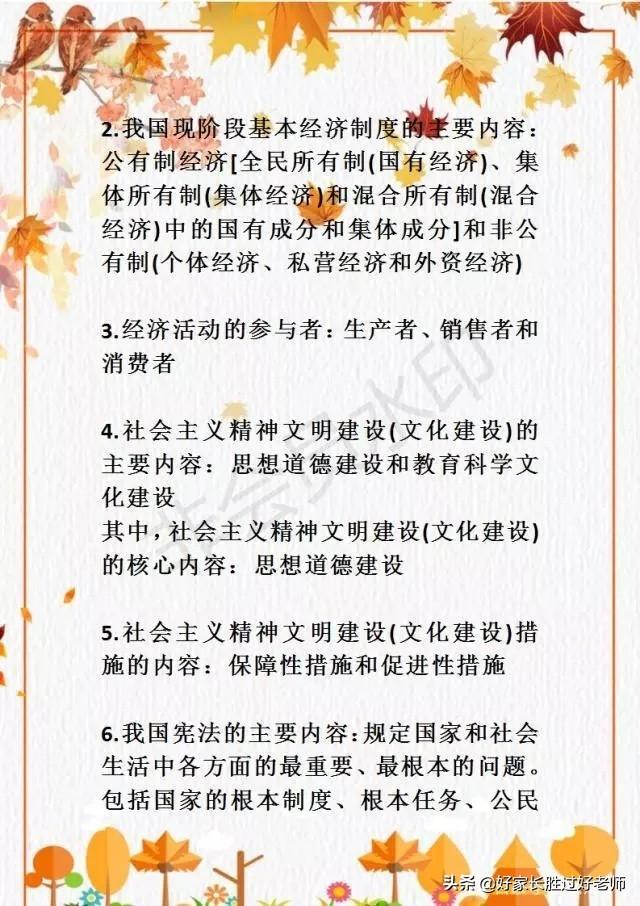 2.我国现阶段基本经济制度的主要内容：
公有制经济[全民所有制(国有经济)、集
体所有制(集体经济)和混合所有制(混合
经济)中的国有成分和集体成分]和非公
有制(个体经济、私营经济和外资经济)
3.经济活动的参与者：生产者、销售者和
消费者
4.社会主义精神文明建设(文化建设)的
主要内容：思想道德建设和教育科学文
化建设
其中，社会主义精神文明建设(文化建设)
的核心内容：思想道德建设
5.社会主义精神文明建设(文化建设)措
施的内容：保障性措施和促进性措施
6.我国宪法的主要内容：规定国家和社会
生活中各方面的最重要、最根本的问题。
包括国家的根本制度、根本任务、公民
非会员水印
头条 @好家长胜过好老师